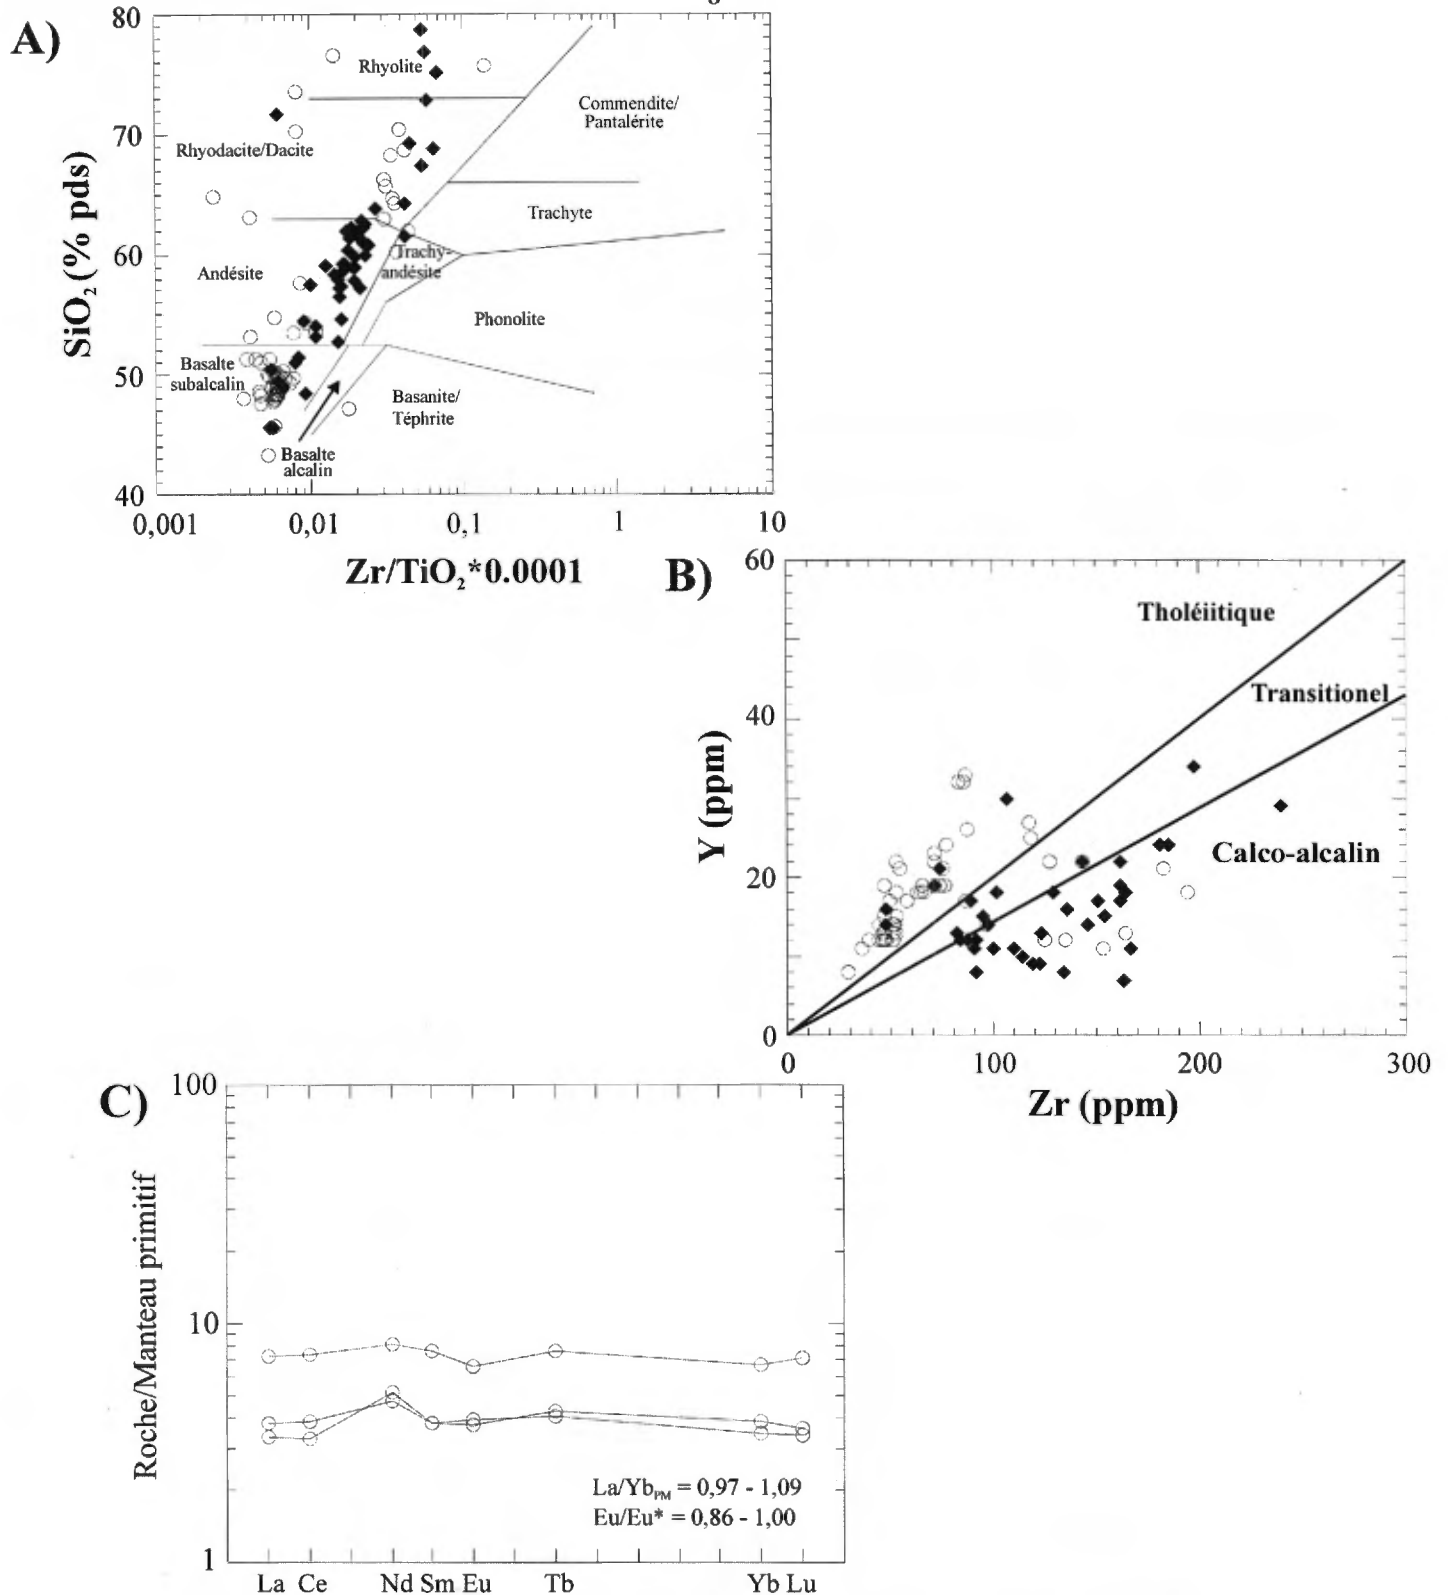 A)
80
70
60
50
40
SiO₂ (% pds)
Rhyolite
Commendite/
Pantalérite
Rhyodacite/Dacite
Trachyte
Andésite
Trachy-
andésite
Phonolite
Basalte
subalcalin
Basanite/
Téphrite
Basalte
alcalin
0,001
0,01
0,1
1
10
Zr/TiO₂*0.0001
B)
60
40
20
0
Y (ppm)
Tholéiitique
Transitionel
Calco-alcalin
0
100
200
300
Zr (ppm)
C)
100
10
1
Roche/Manteau primitif
La/Yb_PM = 0,97 - 1,09
Eu/Eu* = 0,86 - 1,00
La Ce Nd Sm Eu Tb Yb Lu